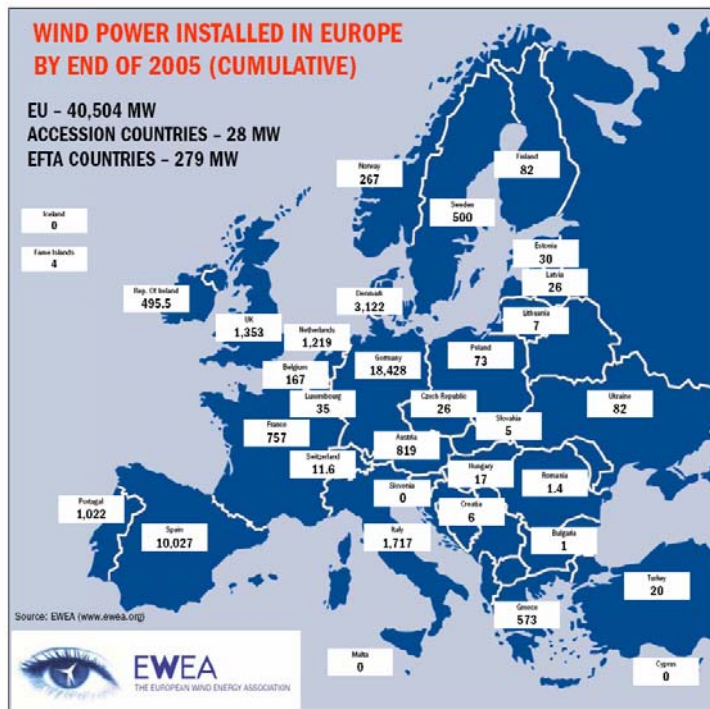 WIND POWER INSTALLED IN EUROPE
BY END OF 2005 (CUMULATIVE)
EU – 40,504 MW
ACCESSION COUNTRIES – 28 MW
EFTA COUNTRIES – 279 MW
Norway
267
Finland
82
Sweden
500
Iceland
0
Faroe Islands
4
Estonia
30
Latvia
26
Rep. Of Ireland
495.5
Denmark
3,122
Lithuania
7
UK
1,353
Netherlands
1,219
Germany
18,428
Poland
73
Belgium
167
Luxembourg
35
Czech Republic
26
Ukraine
82
Slovakia
5
France
757
Austria
819
Switzerland
11.6
Hungary
17
Romania
1.4
Slovenia
0
Croatia
6
Portugal
1,022
Spain
10,027
Italy
1,717
Bulgaria
1
Turkey
20
Greece
573
Malta
0
Cyprus
0
Source: EWEA (www.ewea.org)
EWEA
THE EUROPEAN WIND ENERGY ASSOCIATION